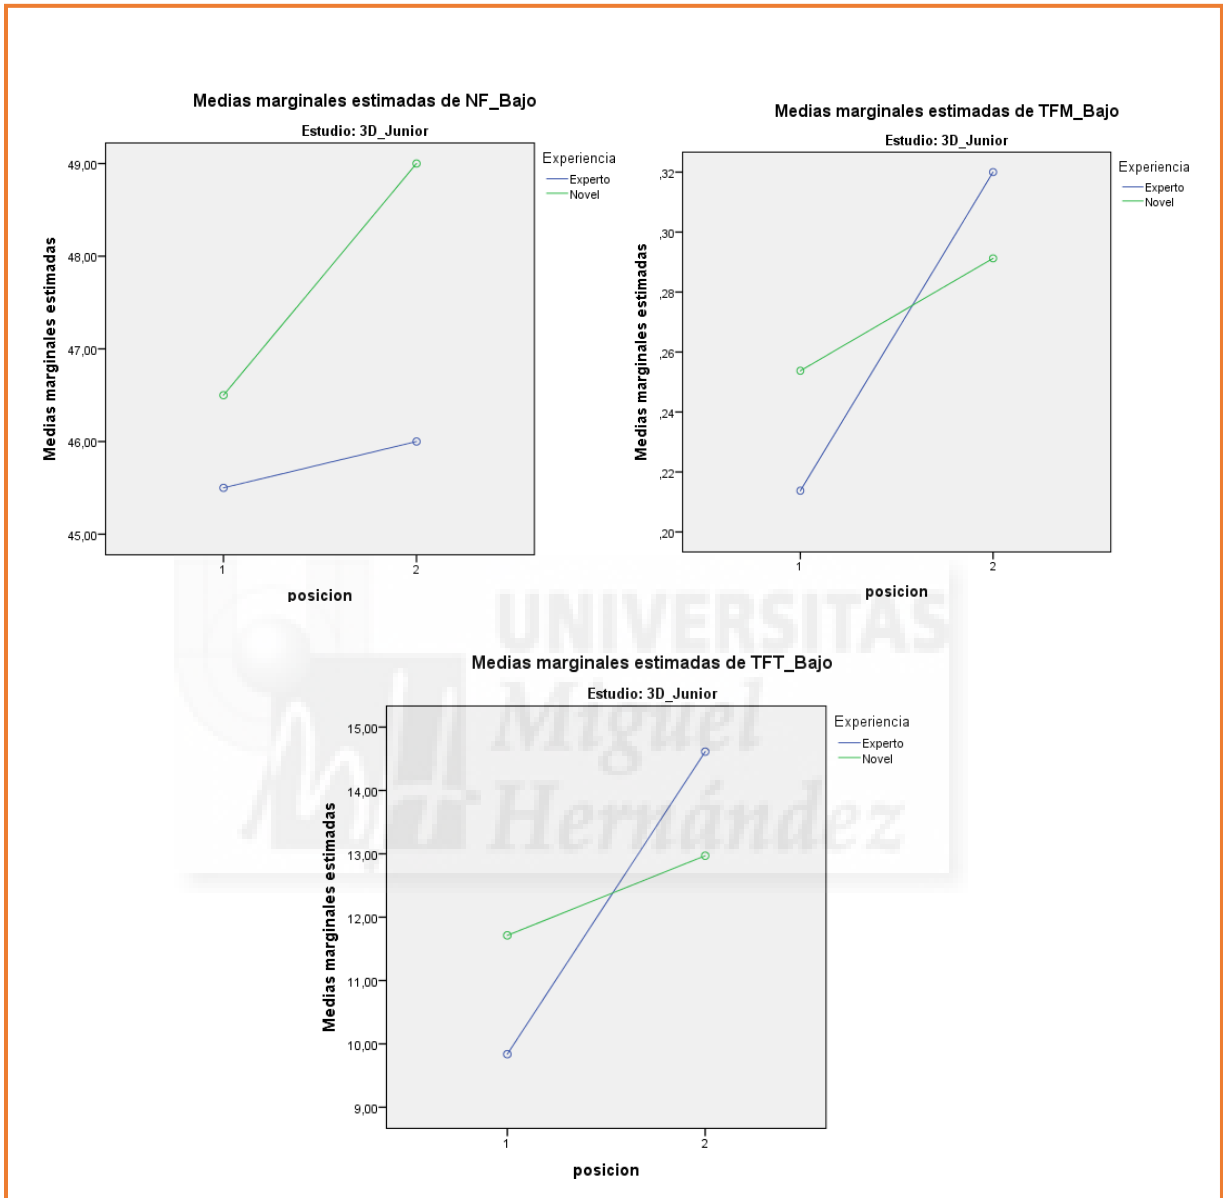 Medias marginales estimadas de NF_Bajo
Estudio: 3D_Junior
Medias marginales estimadas
49,00
48,00
47,00
46,00
45,00
1
2
posicion
Experiencia
Experto
Novel
Medias marginales estimadas de TFM_Bajo
Estudio: 3D_Junior
Medias marginales estimadas
,32
,30
,28
,26
,24
,22
,20
1
2
posicion
Experiencia
Experto
Novel
UNIVERSITAS
Miguel
Hernández
Medias marginales estimadas de TFT_Bajo
Estudio: 3D_Junior
Medias marginales estimadas
15,00
14,00
13,00
12,00
11,00
10,00
9,00
1
2
posicion
Experiencia
Experto
Novel